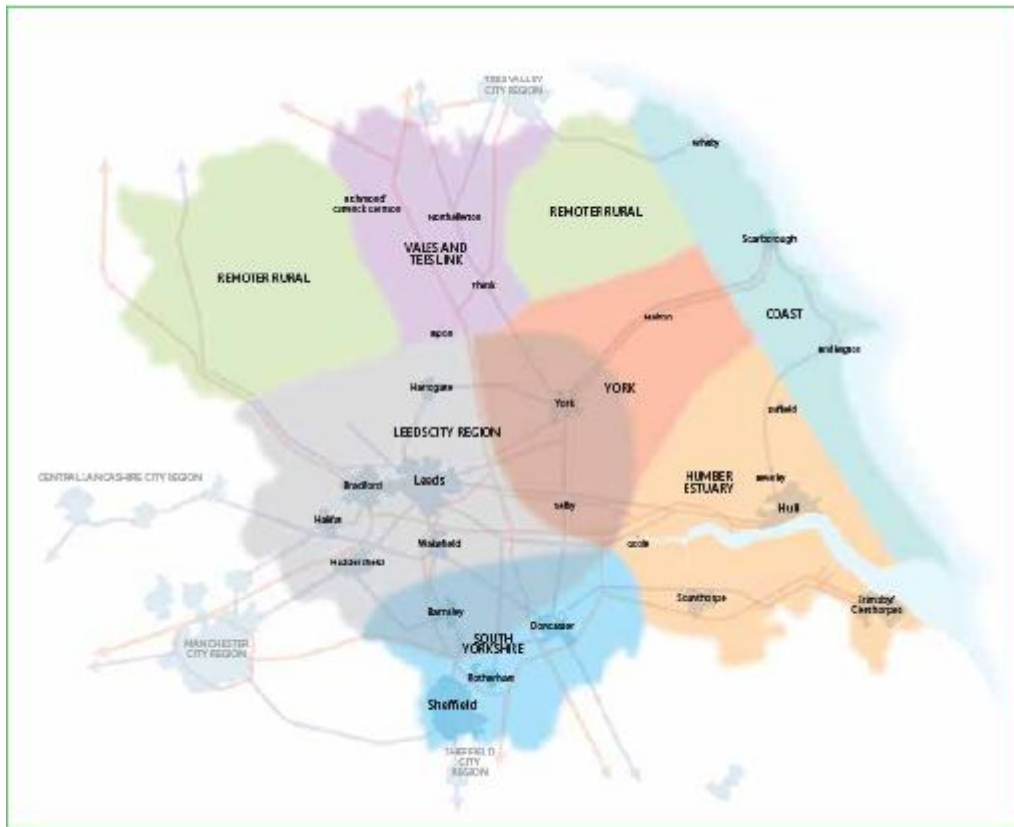 TEES VALLEY
CITY REGION
Whitby
Richmond/
Catterick Garrison
Northallerton
REMOTER RURAL
Scarborough
VALES AND
TEES LINK
REMOTER RURAL
Thirsk
Malton
COAST
Ripon
Bridlington
Harrogate
YORK
York
Driffield
LEEDS CITY REGION
CENTRAL LANCASHIRE CITY REGION
HUMBER
ESTUARY
Beverley
Leeds
Bradford
Selby
Hull
Halifax
Wakefield
Goole
Huddersfield
Scunthorpe
Grimsby/
Cleethorpes
Barnsley
Doncaster
SOUTH
YORKSHIRE
MANCHESTER
CITY REGION
Rotherham
Sheffield
SHEFFIELD
CITY
REGION